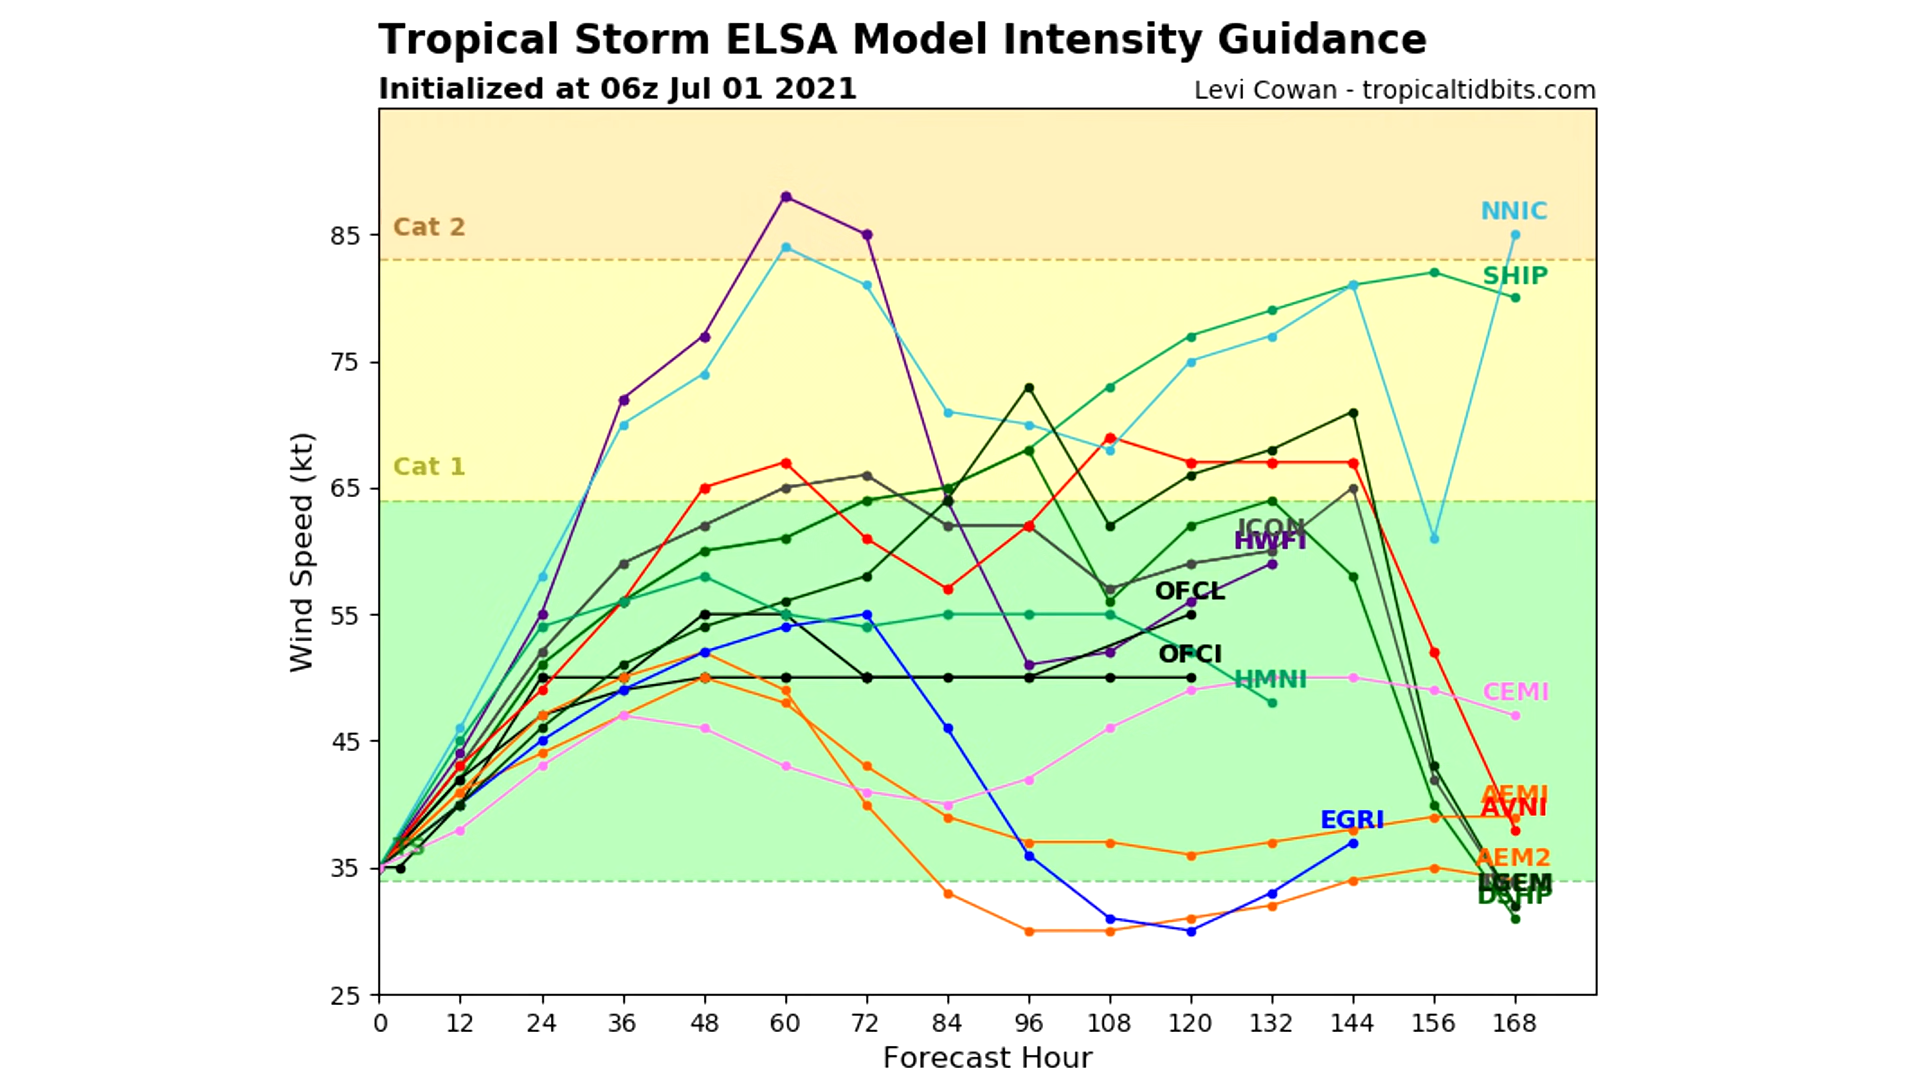 Tropical Storm ELSA Model Intensity Guidance
Initialized at 06z Jul 01 2021
Levi Cowan - tropicaltidbits.com
NNIC
Cat 2
85
SHIP
75
Cat 1
65
ICON
HWFI
OFCL
55
OFCI
HMNI
CEMI
45
AEMI
AVNI
EGRI
TS
AEM2
35
LGEM
DSHP
25
Wind Speed (kt)
0 12 24 36 48 60 72 84 96 108 120 132 144 156 168
Forecast Hour